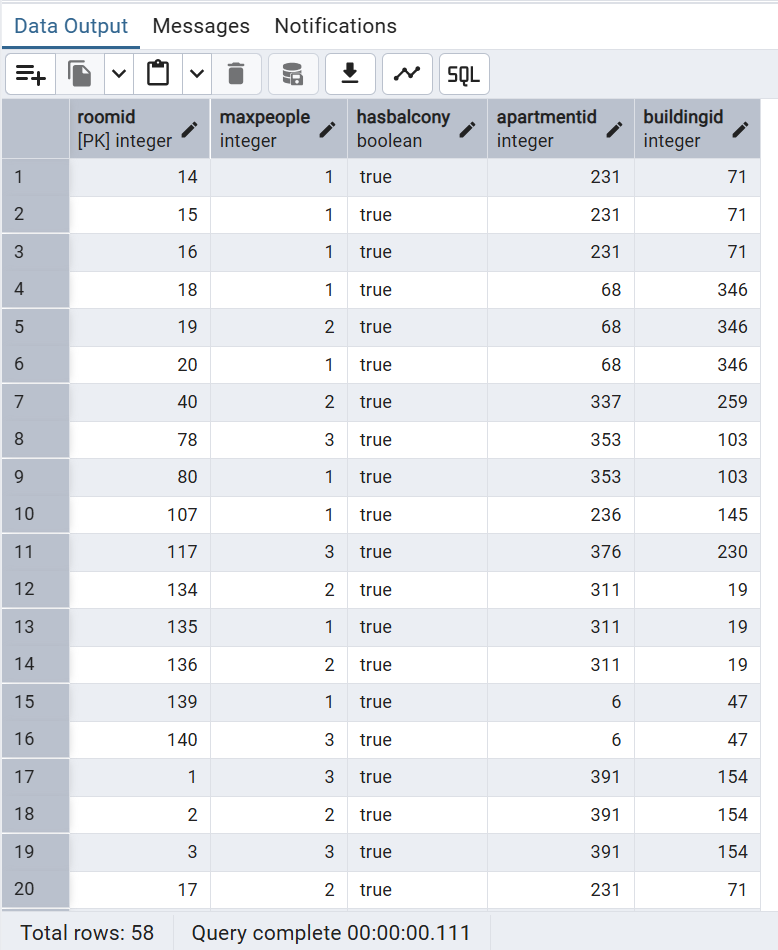 Data Output Messages Notifications
SQL
roomid maxpeople hasbalcony apartmentid buildingid
[PK] integer integer boolean integer integer
1 14 1 true 231 71
2 15 1 true 231 71
3 16 1 true 231 71
4 18 1 true 68 346
5 19 2 true 68 346
6 20 1 true 68 346
7 40 2 true 337 259
8 78 3 true 353 103
9 80 1 true 353 103
10 107 1 true 236 145
11 117 3 true 376 230
12 134 2 true 311 19
13 135 1 true 311 19
14 136 2 true 311 19
15 139 1 true 6 47
16 140 3 true 6 47
17 1 3 true 391 154
18 2 2 true 391 154
19 3 3 true 391 154
20 17 2 true 231 71
Total rows: 58 Query complete 00:00:00.111